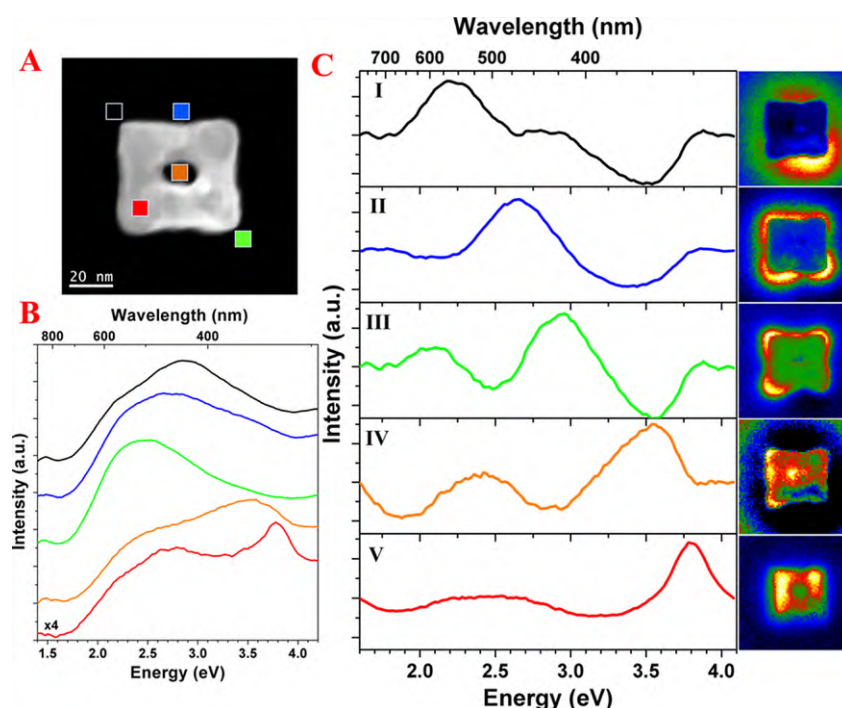 A
20 nm
B
Wavelength (nm)
800 600 400
Intensity (a.u.)
x4
1.5 2.0 2.5 3.0 3.5 4.0
Energy (eV)
C
Wavelength (nm)
700 600 500 400
I
II
III
IV
V
Intensity (a.u.)
2.0 2.5 3.0 3.5 4.0
Energy (eV)